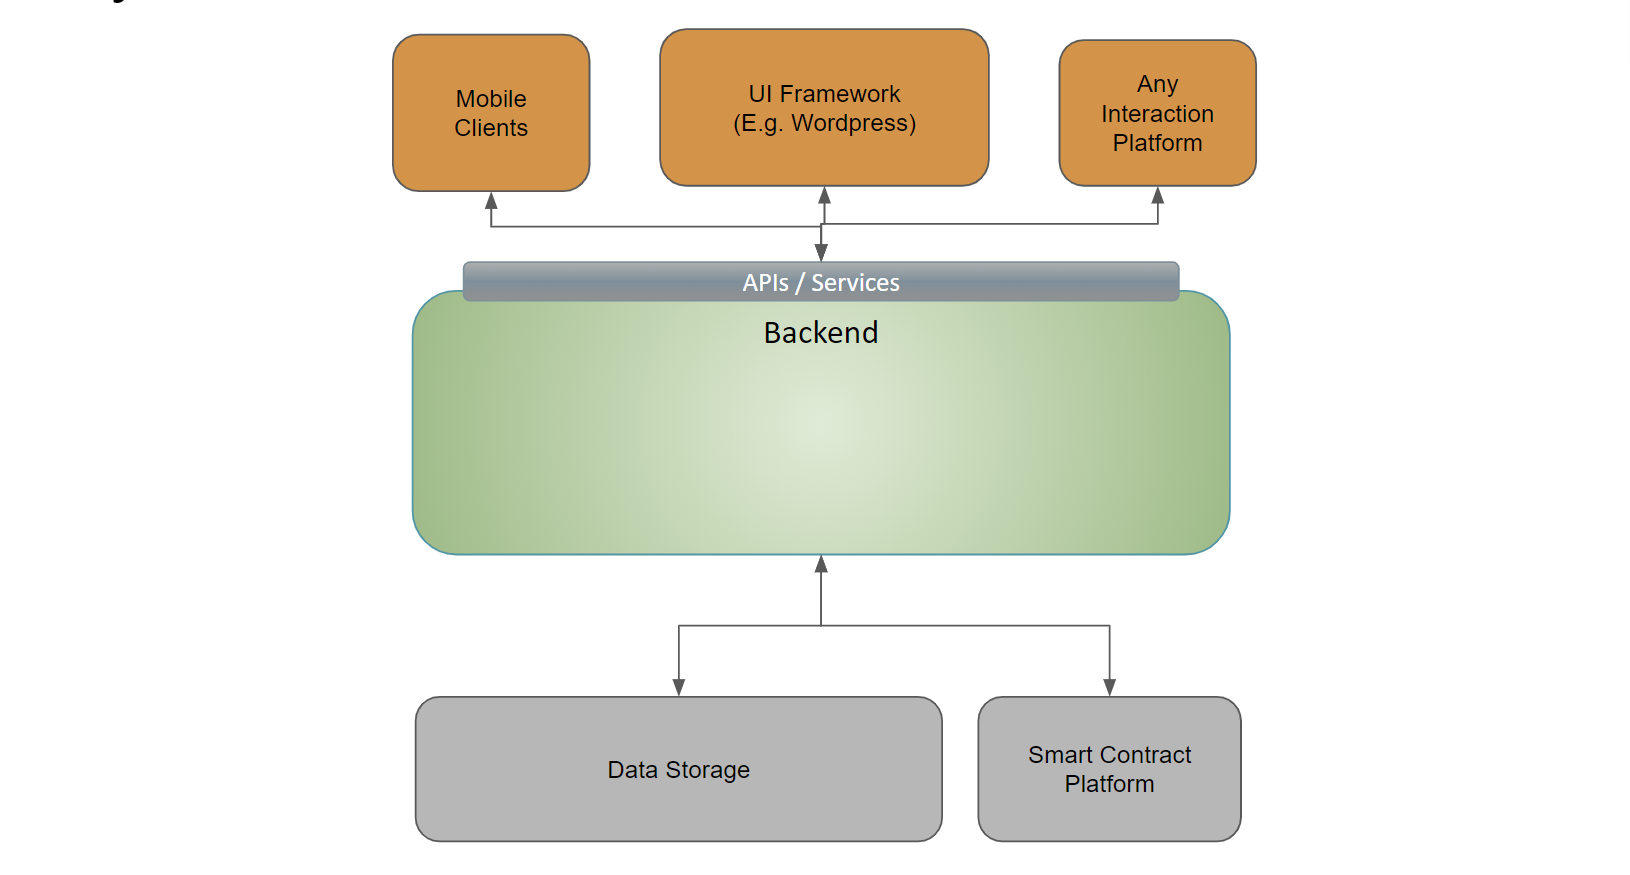 Mobile
Clients
UI Framework
(E.g. Wordpress)
Any
Interaction
Platform
APIs / Services
Backend
Data Storage
Smart Contract
Platform